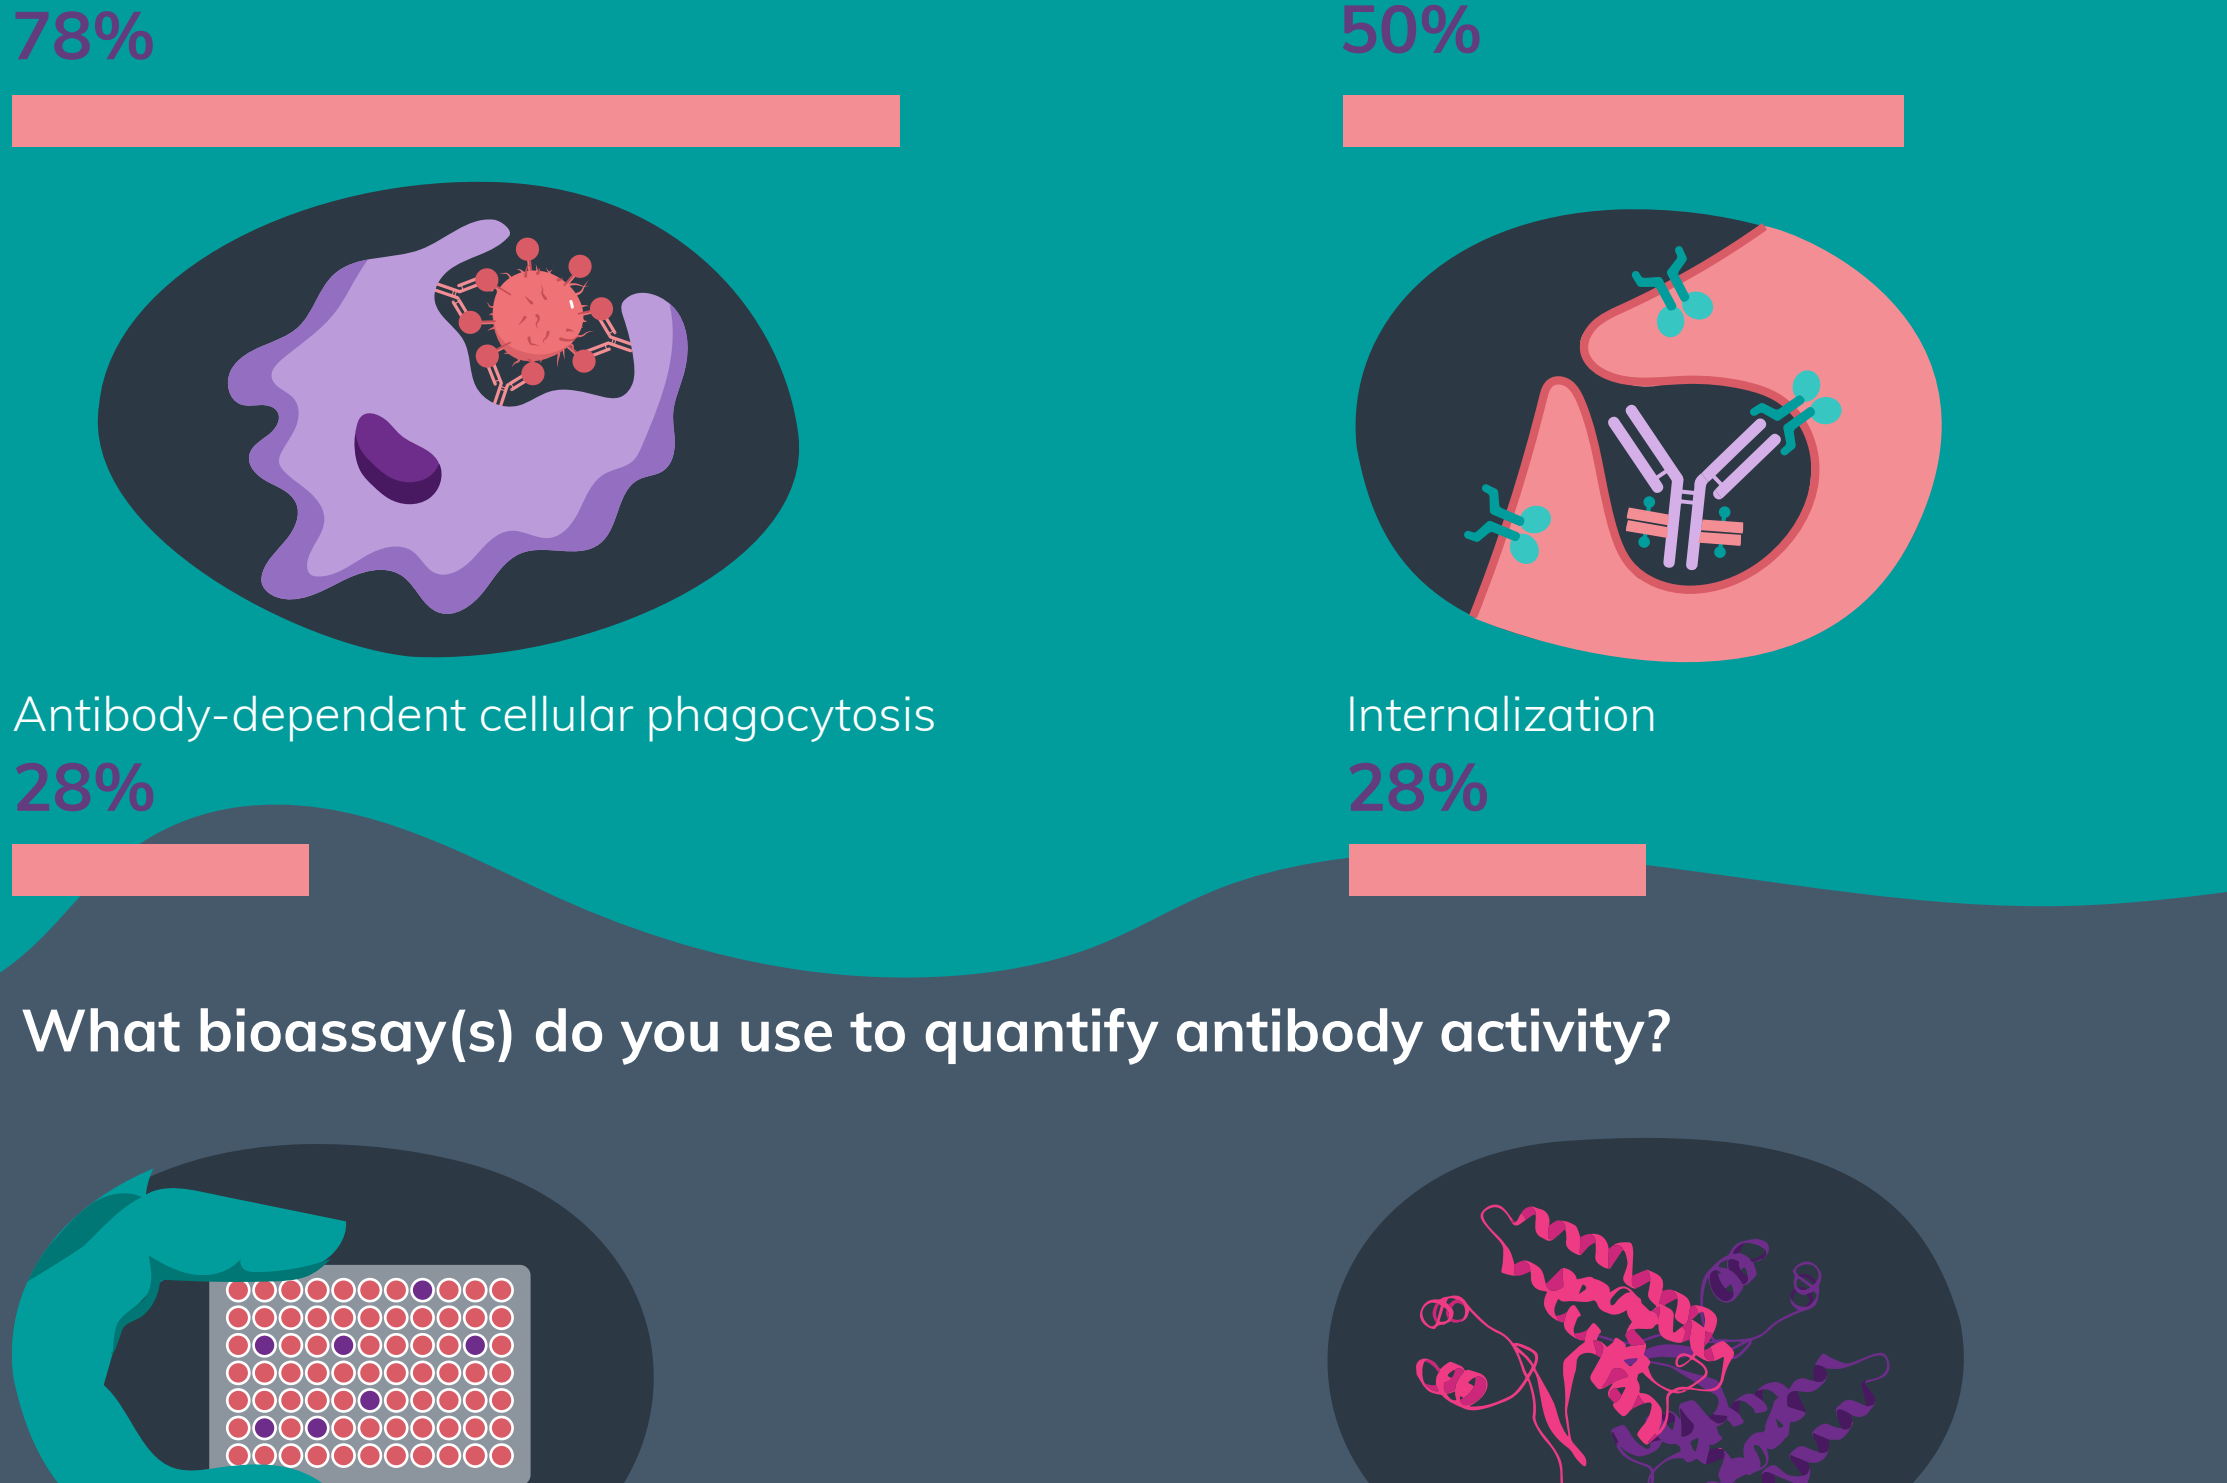 78%
50%
Antibody-dependent cellular phagocytosis
Internalization
28%
28%
What bioassay(s) do you use to quantify antibody activity?